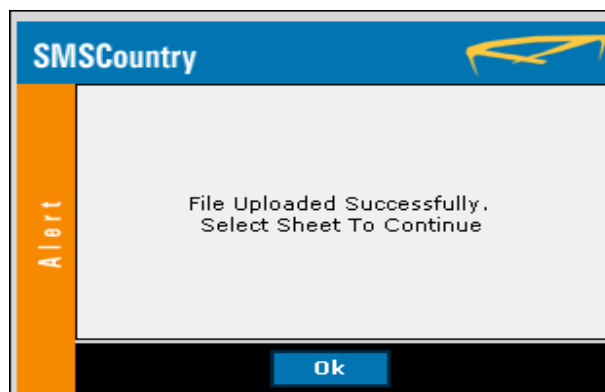 SMSCountry
Alert
File Uploaded Successfully.
Select Sheet To Continue
Ok